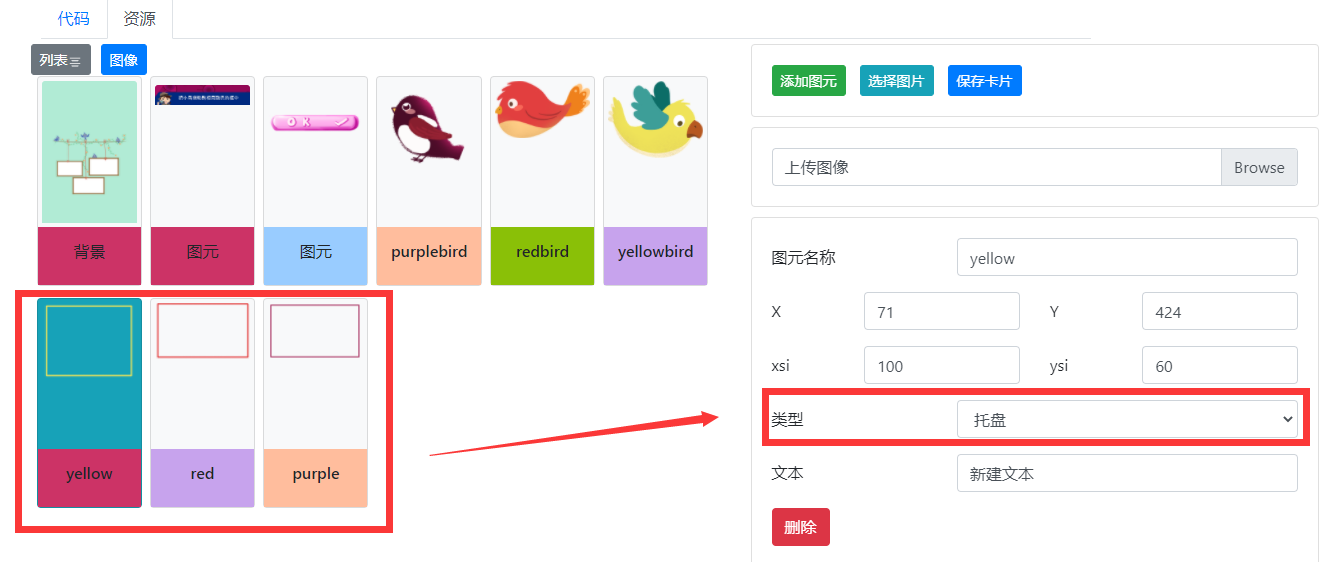 代码 资源
列表 图像
添加图元 选择图片 保存卡片
上传图像 Browse
背景 图元 图元 purplebird redbird yellowbird
图元名称 yellow
X 71 Y 424
xsi 100 ysi 60
类型 托盘
yellow red purple
文本 新建文本
删除